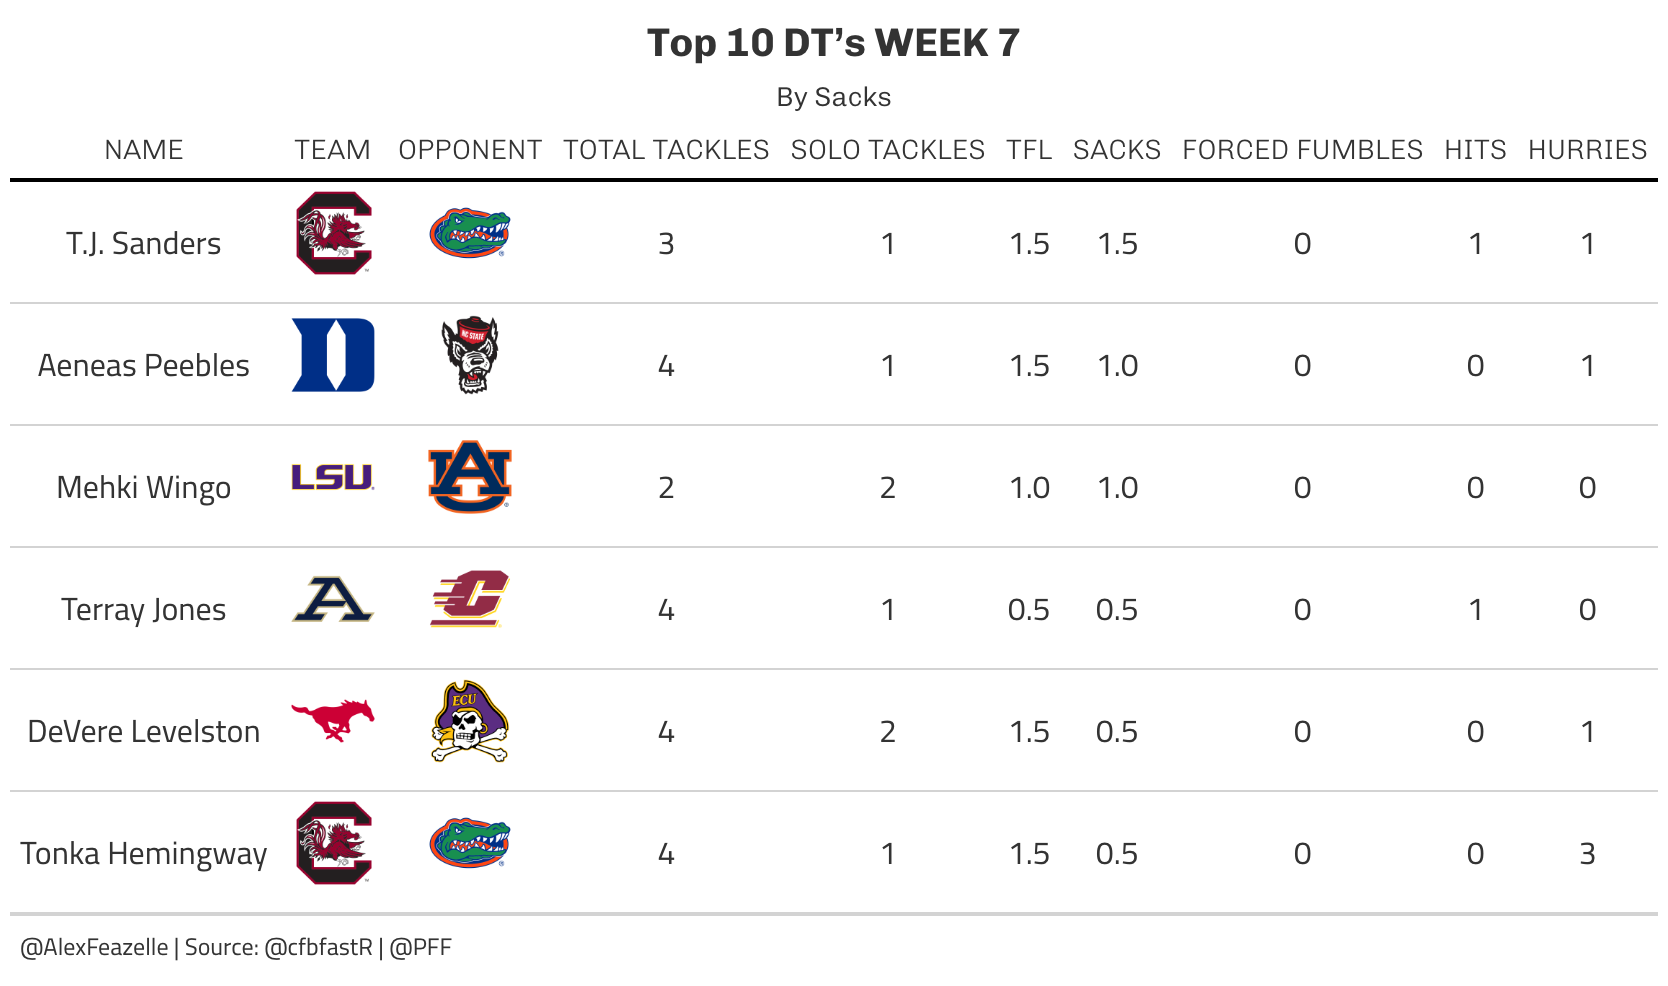 Top 10 DT’s WEEK 7
By Sacks
NAME TEAM OPPONENT TOTAL TACKLES SOLO TACKLES TFL SACKS FORCED FUMBLES HITS HURRIES
T.J. Sanders 3 1 1.5 1.5 0 1 1
NC STATE
Aeneas Peebles 4 1 1.5 1.0 0 0 1
LSU AU
Mehki Wingo 2 2 1.0 1.0 0 0 0
A C
Terray Jones 4 1 0.5 0.5 0 1 0
ECU
DeVere Levelston 4 2 1.5 0.5 0 0 1
Tonka Hemingway 4 1 1.5 0.5 0 0 3
@AlexFeazelle | Source: @cfbfastR | @PFF